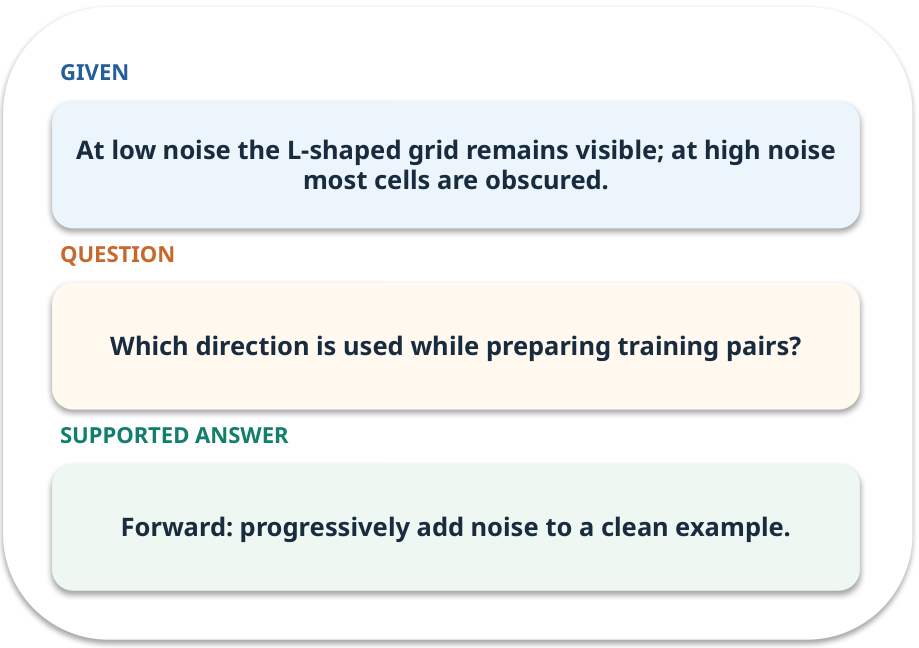 GIVEN
At low noise the L-shaped grid remains visible; at high noise
most cells are obscured.
QUESTION
Which direction is used while preparing training pairs?
SUPPORTED ANSWER
Forward: progressively add noise to a clean example.